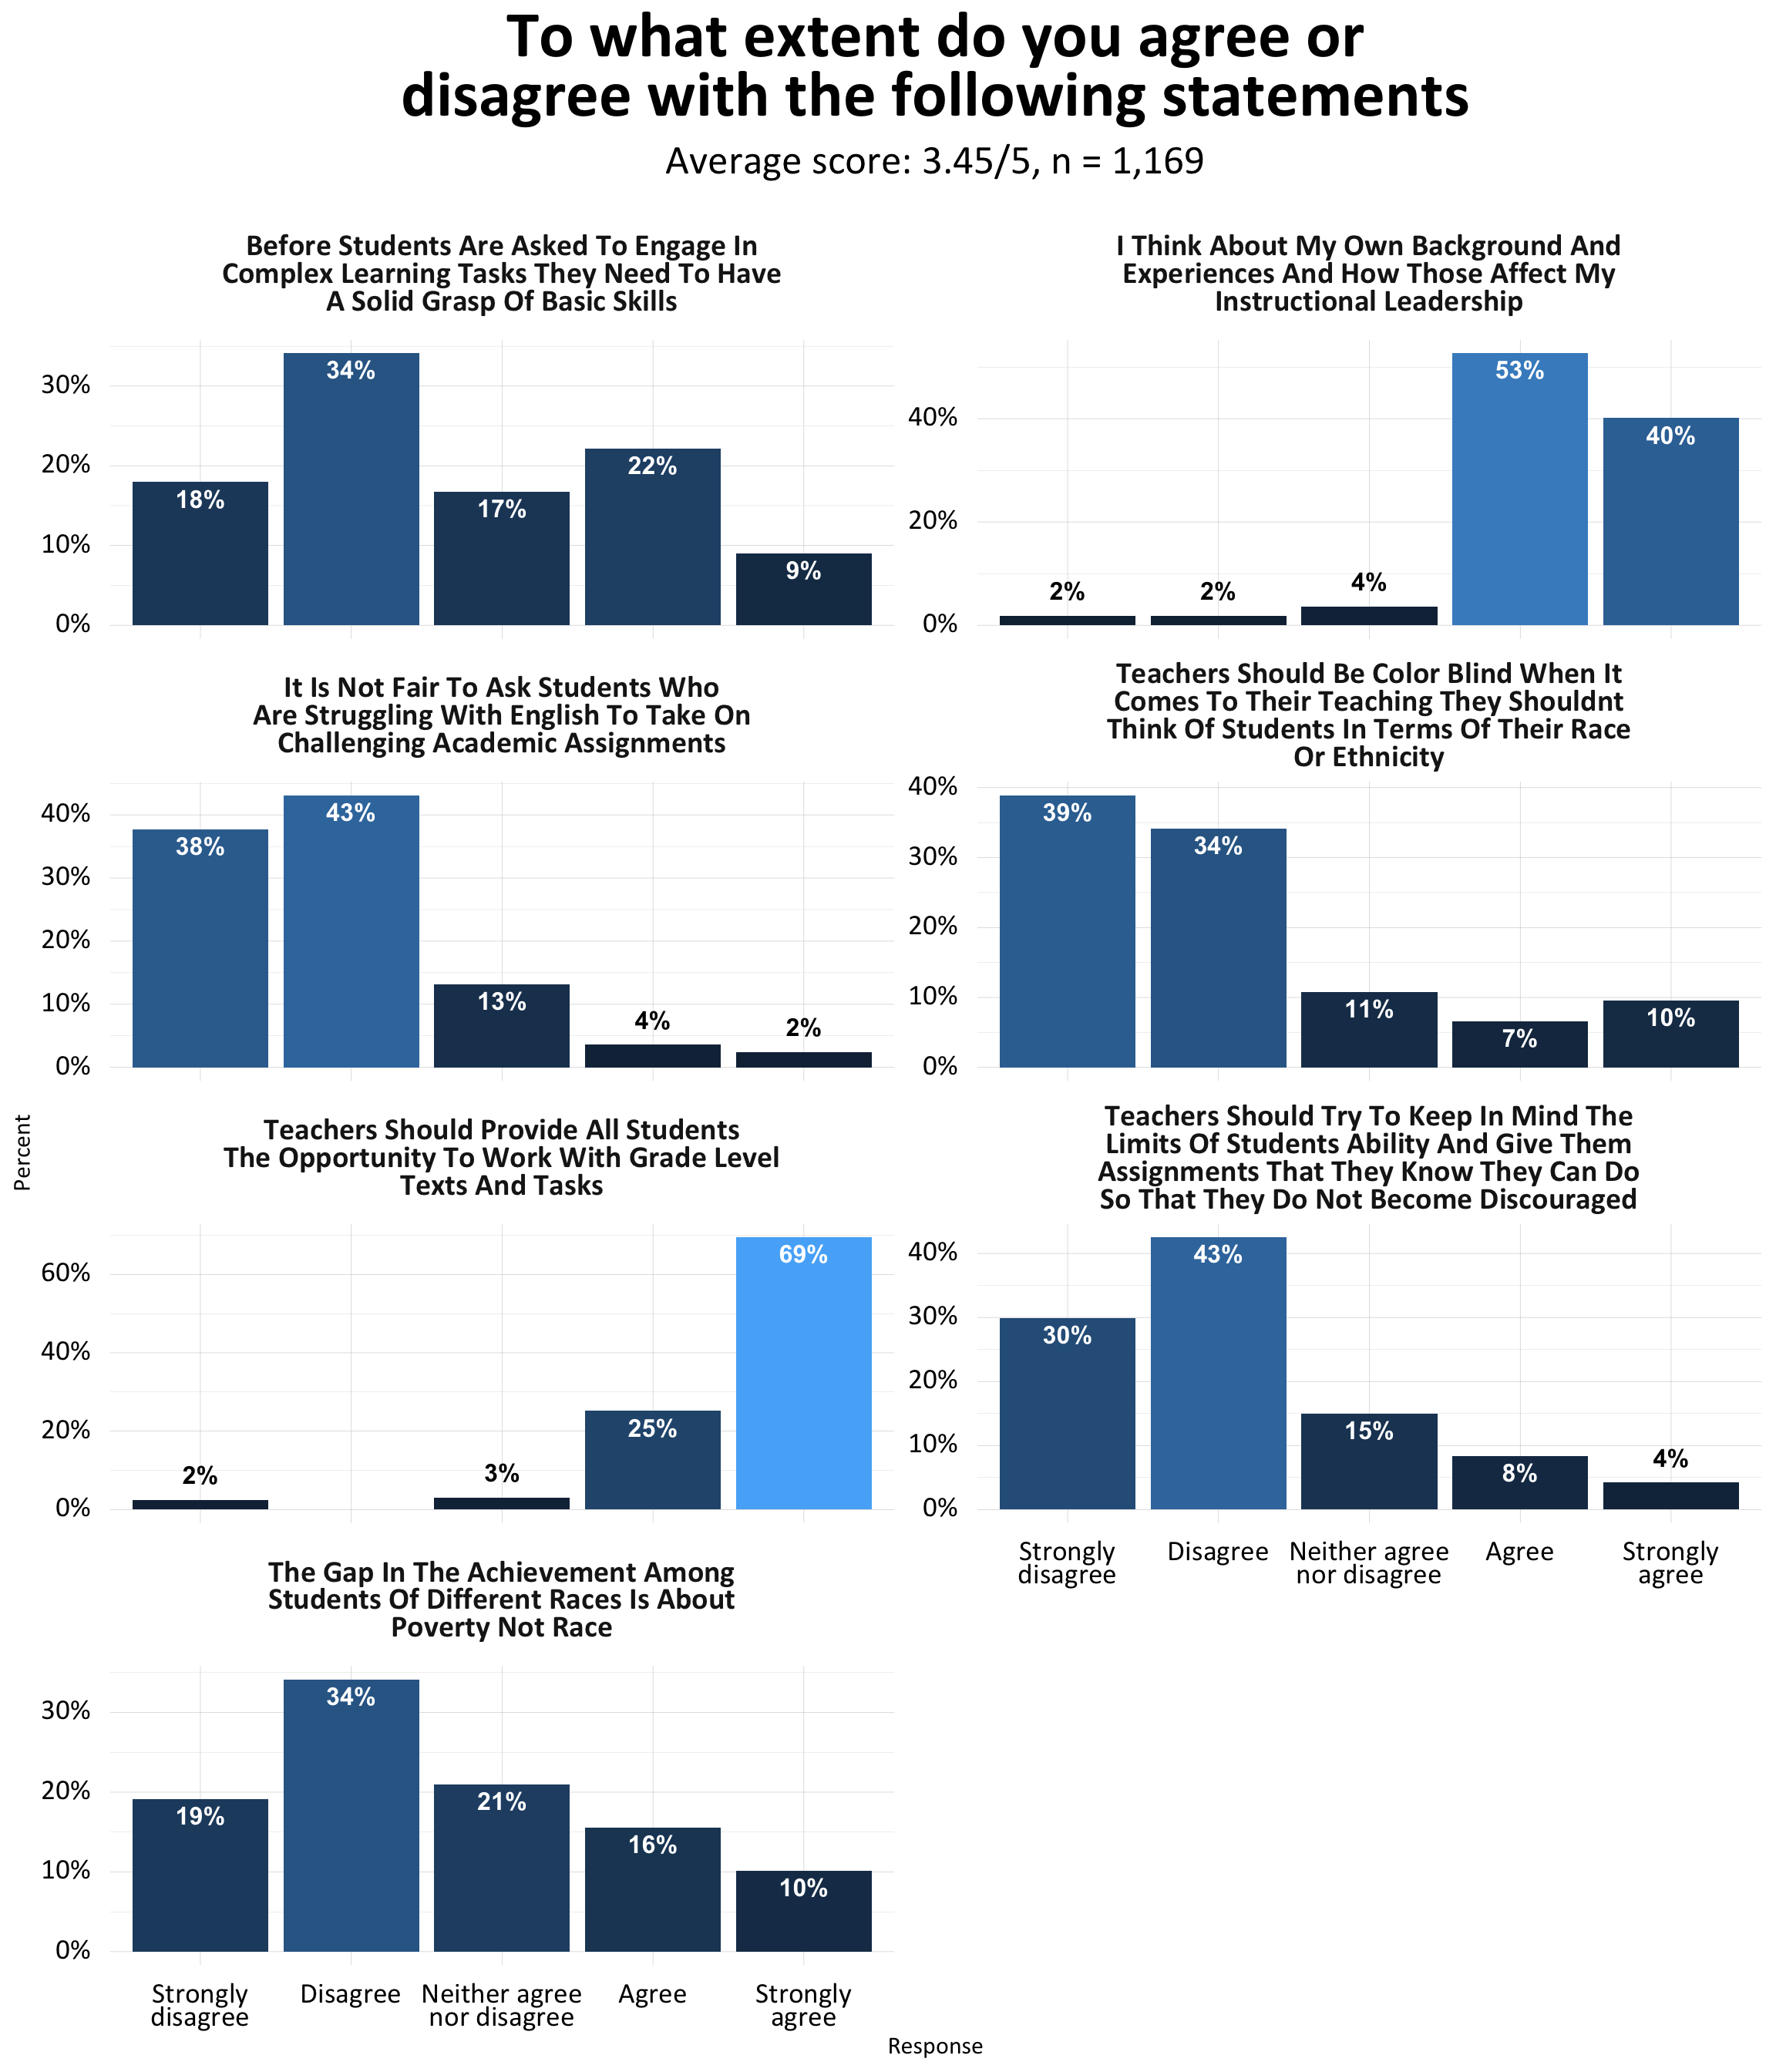 To what extent do you agree or
disagree with the following statements
Average score: 3.45/5, n = 1,169
Before Students Are Asked To Engage In
Complex Learning Tasks They Need To Have
A Solid Grasp Of Basic Skills
30%
20%
10%
0%
18%
34%
17%
22%
9%
I Think About My Own Background And
Experiences And How Those Affect My
Instructional Leadership
40%
20%
0%
2%
2%
4%
53%
40%
It Is Not Fair To Ask Students Who
Are Struggling With English To Take On
Challenging Academic Assignments
40%
30%
20%
10%
0%
38%
43%
13%
4%
2%
Teachers Should Be Color Blind When It
Comes To Their Teaching They Shouldnt
Think Of Students In Terms Of Their Race
Or Ethnicity
40%
30%
20%
10%
0%
39%
34%
11%
7%
10%
Percent
Teachers Should Provide All Students
The Opportunity To Work With Grade Level
Texts And Tasks
60%
40%
20%
0%
2%
3%
25%
69%
Teachers Should Try To Keep In Mind The
Limits Of Students Ability And Give Them
Assignments That They Know They Can Do
So That They Do Not Become Discouraged
40%
30%
20%
10%
0%
30%
43%
15%
8%
4%
Strongly
disagree
Disagree
Neither agree
nor disagree
Agree
Strongly
agree
The Gap In The Achievement Among
Students Of Different Races Is About
Poverty Not Race
30%
20%
10%
0%
19%
34%
21%
16%
10%
Strongly
disagree
Disagree
Neither agree
nor disagree
Agree
Strongly
agree
Response